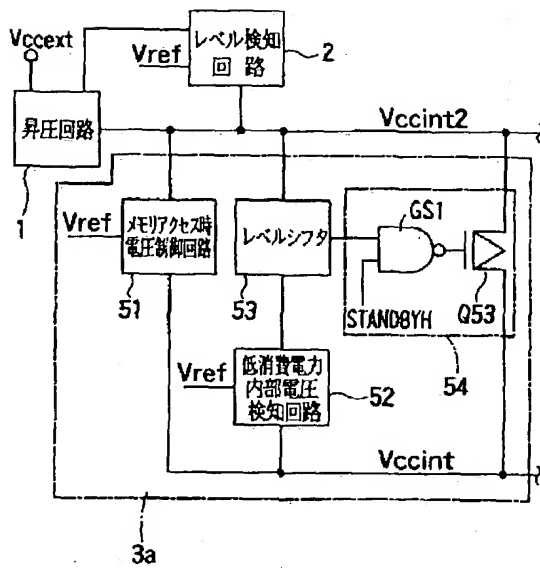 Vccext
Vref
レベル検知
回路
2
昇圧回路
1
Vccint2
Vref
メモリアクセス時
電圧制御回路
51
レベルシフタ
53
GS1
STANDBYH
Q53
54
Vref
低消費電力
内部電圧
検知回路
52
Vccint
3a